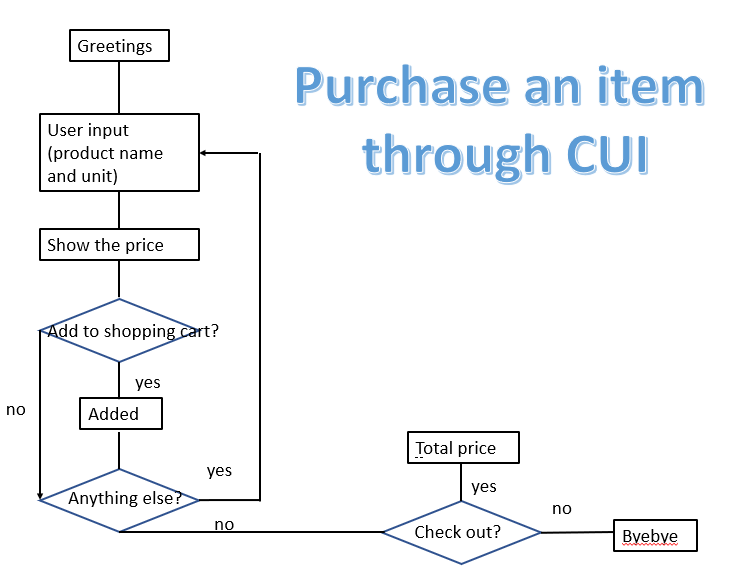 Greetings
Purchase an item
through CUI
User input
(product name
and unit)
Show the price
Add to shopping cart?
yes
no
Added
yes
Anything else?
no
Total price
yes
no
Check out?
Byebye